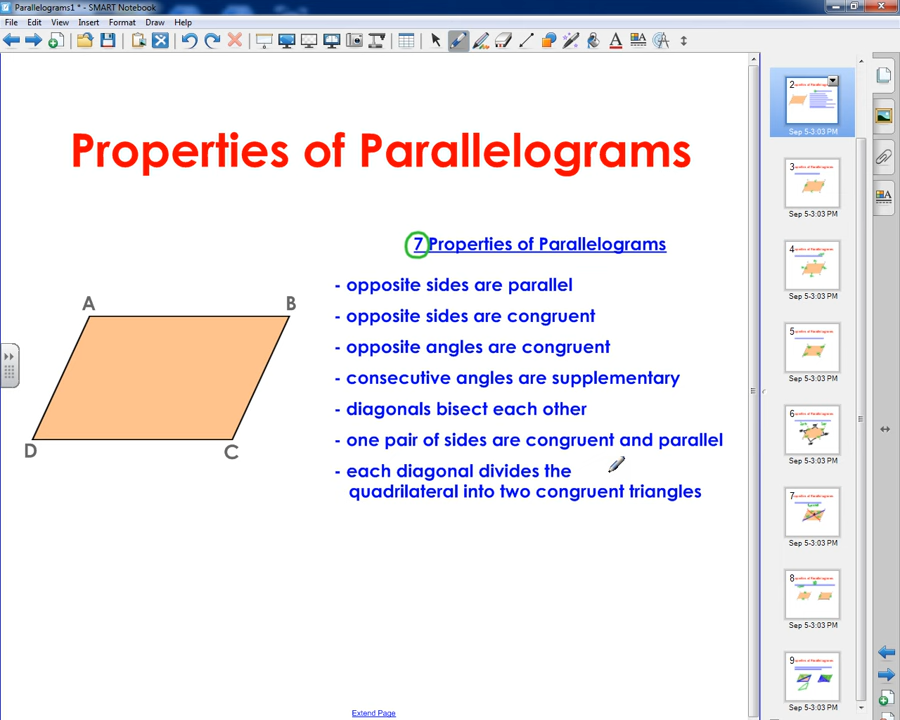 Parallelograms1 * - SMART Notebook
File Edit View Insert Format Draw Help
Properties of Parallelograms
7 Properties of Parallelograms
- opposite sides are parallel
- opposite sides are congruent
- opposite angles are congruent
- consecutive angles are supplementary
- diagonals bisect each other
- one pair of sides are congruent and parallel
- each diagonal divides the
quadrilateral into two congruent triangles
A B
D C
Extend Page
2
Sep 5-3:03 PM
3
Sep 5-3:03 PM
4
Sep 5-3:03 PM
5
Sep 5-3:03 PM
6
Sep 5-3:03 PM
7
Sep 5-3:03 PM
8
Sep 5-3:03 PM
9
Sep 5-3:03 PM